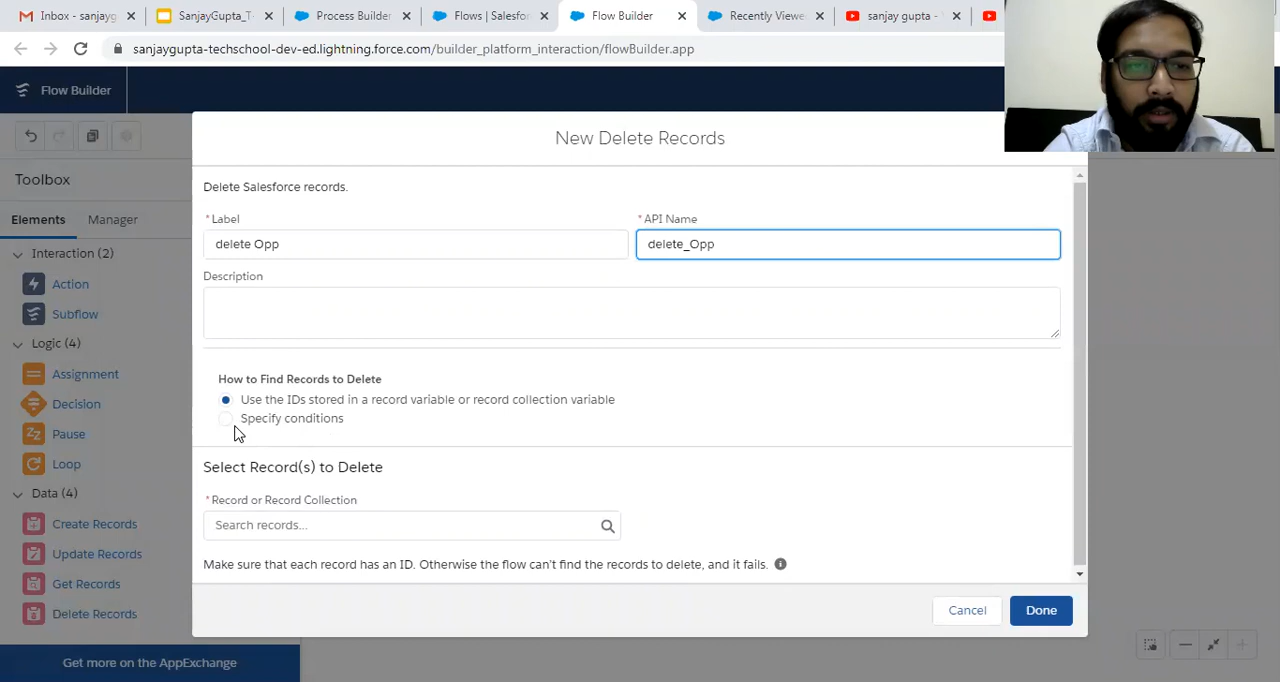 Inbox - sanjayg
SanjayGupta_T
Process Builder
Flows | Salesfor
Flow Builder
Recently Viewe
sanjay gupta -
sanjaygupta-techschool-dev-ed.lightning.force.com/builder_platform_interaction/flowBuilder.app
Flow Builder
New Delete Records
Toolbox
Elements
Manager
Interaction (2)
Action
Subflow
Logic (4)
Assignment
Decision
Pause
Loop
Data (4)
Create Records
Update Records
Get Records
Delete Records
Get more on the AppExchange
Delete Salesforce records.
* Label
delete Opp
* API Name
delete_Opp
Description
How to Find Records to Delete
Use the IDs stored in a record variable or record collection variable
Specify conditions
Select Record(s) to Delete
* Record or Record Collection
Search records...
Make sure that each record has an ID. Otherwise the flow can't find the records to delete, and it fails.
Cancel
Done